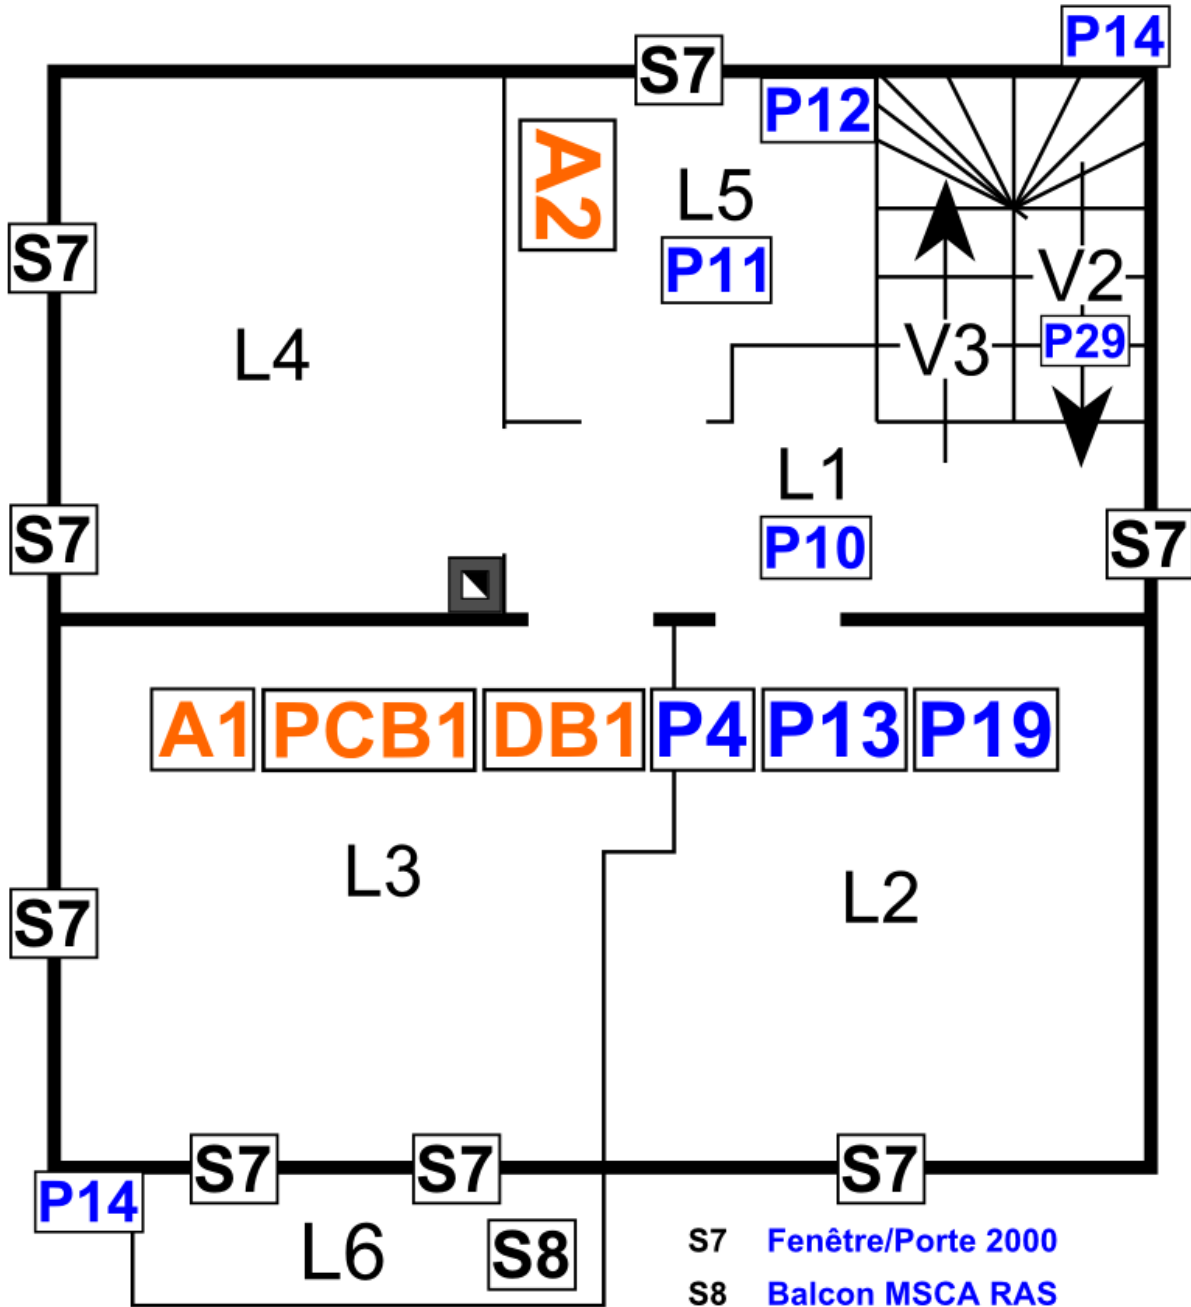 P14
S7
P12
A2
L5
S7
P11
V2
L4
P29
V3
L1
S7
P10
S7
A1 PCB1 DB1 P4 P13 P19
L3
L2
S7
S7 S7 S7
P14
L6 S8
S7 Fenêtre/Porte 2000
S8 Balcon MSCA RAS